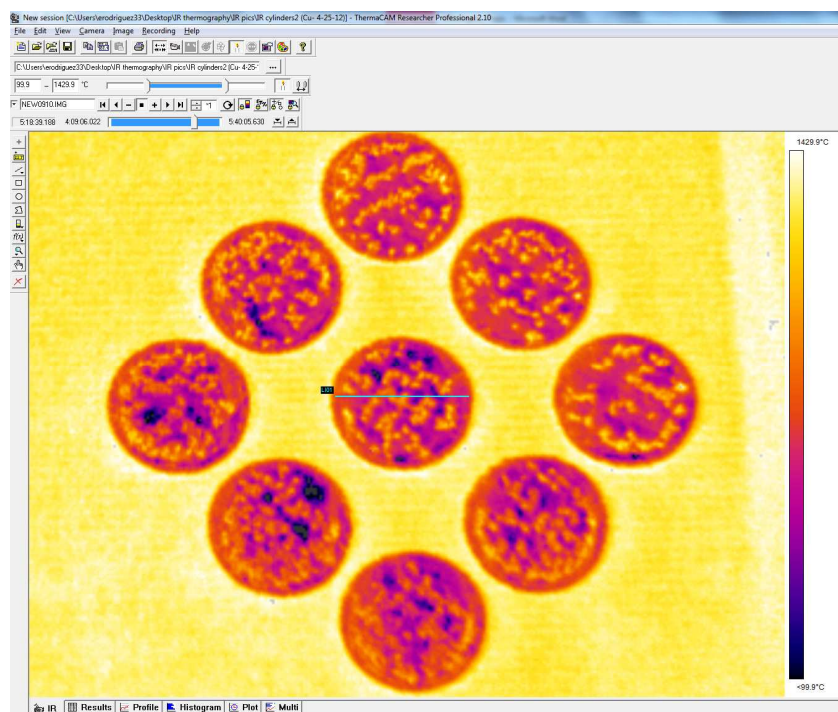 New session [C:\Users\erodriguez33\Desktop\IR thermography\IR pics\IR cylinders2 (Cu- 4-25-12)] - ThermaCAM Researcher Professional 2.10
File Edit View Camera Image Recording Help
C:\Users\erodriguez33\Desktop\IR thermography\IR pics\IR cylinders2 (Cu- 4-25- ...
99.9 - 1429.9 °C
NEW0910.IMG *1
5:18:39.188 4:09:06.022 5:40:05.630
1429.9°C
LI01
<99.9°C
IR Results Profile Histogram Plot Multi